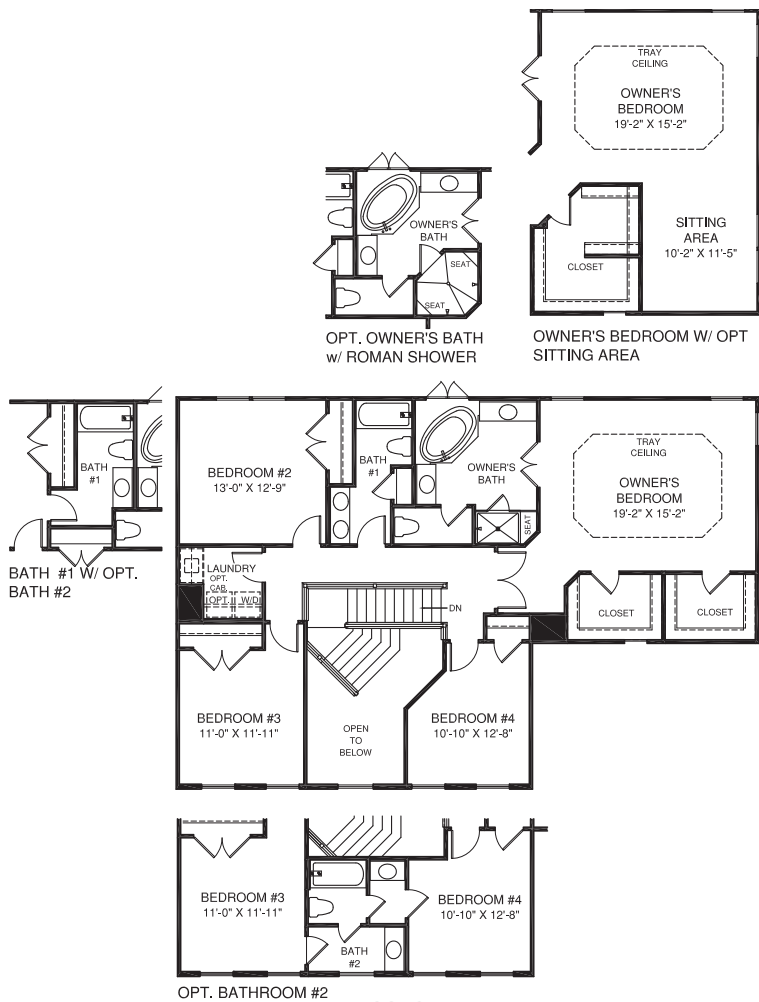 TRAY
CEILING
OWNER'S
BEDROOM
19'-2" X 15'-2"
SITTING
AREA
10'-2" X 11'-5"
CLOSET
OWNER'S BEDROOM W/ OPT
SITTING AREA
OWNER'S
BATH
SEAT
SEAT
OPT. OWNER'S BATH
w/ ROMAN SHOWER
BATH
#1
BATH #1 W/ OPT.
BATH #2
BEDROOM #2
13'-0" X 12'-9"
BATH
#1
OWNER'S
BATH
SEAT
TRAY
CEILING
OWNER'S
BEDROOM
19'-2" X 15'-2"
LAUNDRY
OPT.
CAB.
OPT. W/D
DN
CLOSET
CLOSET
BEDROOM #3
11'-0" X 11'-11"
OPEN
TO
BELOW
BEDROOM #4
10'-10" X 12'-8"
BEDROOM #3
11'-0" X 11'-11"
BEDROOM #4
10'-10" X 12'-8"
BATH
#2
OPT. BATHROOM #2